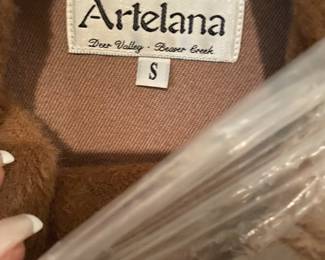 Artelana
Deer Valley · Beaver Creek
S